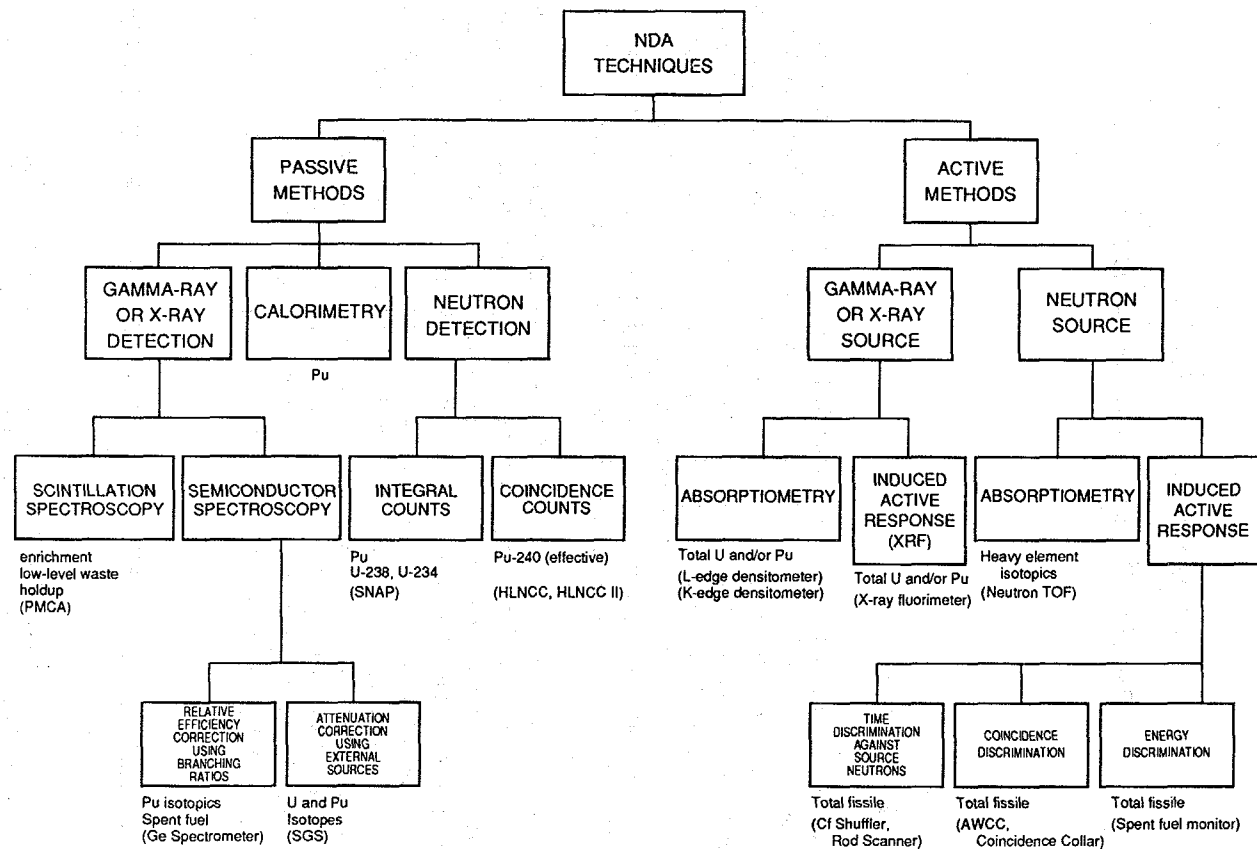 NDA
TECHNIQUES
PASSIVE
METHODS
ACTIVE
METHODS
GAMMA-RAY
OR X-RAY
DETECTION
CALORIMETRY
Pu
NEUTRON
DETECTION
GAMMA-RAY
OR X-RAY
SOURCE
NEUTRON
SOURCE
SCINTILLATION
SPECTROSCOPY
enrichment
low-level waste
holdup
(PMCA)
SEMICONDUCTOR
SPECTROSCOPY
INTEGRAL
COUNTS
Pu
U-238, U-234
(SNAP)
COINCIDENCE
COUNTS
Pu-240 (effective)
(HLNCC, HLNCC II)
ABSORPTIOMETRY
Total U and/or Pu
(L-edge densitometer)
(K-edge densitometer)
INDUCED
ACTIVE
RESPONSE
(XRF)
Total U and/or Pu
(X-ray fluorimeter)
ABSORPTIOMETRY
Heavy element
isotopics
(Neutron TOF)
INDUCED
ACTIVE
RESPONSE
RELATIVE
EFFICIENCY
CORRECTION
USING
BRANCHING
RATIOS
Pu isotopics
Spent fuel
(Ge Spectrometer)
ATTENUATION
CORRECTION
USING
EXTERNAL
SOURCES
U and Pu
Isotopes
(SGS)
TIME
DISCRIMINATION
AGAINST
SOURCE
NEUTRONS
Total fissile
(Cf Shuffler,
Rod Scanner)
COINCIDENCE
DISCRIMINATION
Total fissile
(AWCC,
Coincidence Collar)
ENERGY
DISCRIMINATION
Total fissile
(Spent fuel monitor)